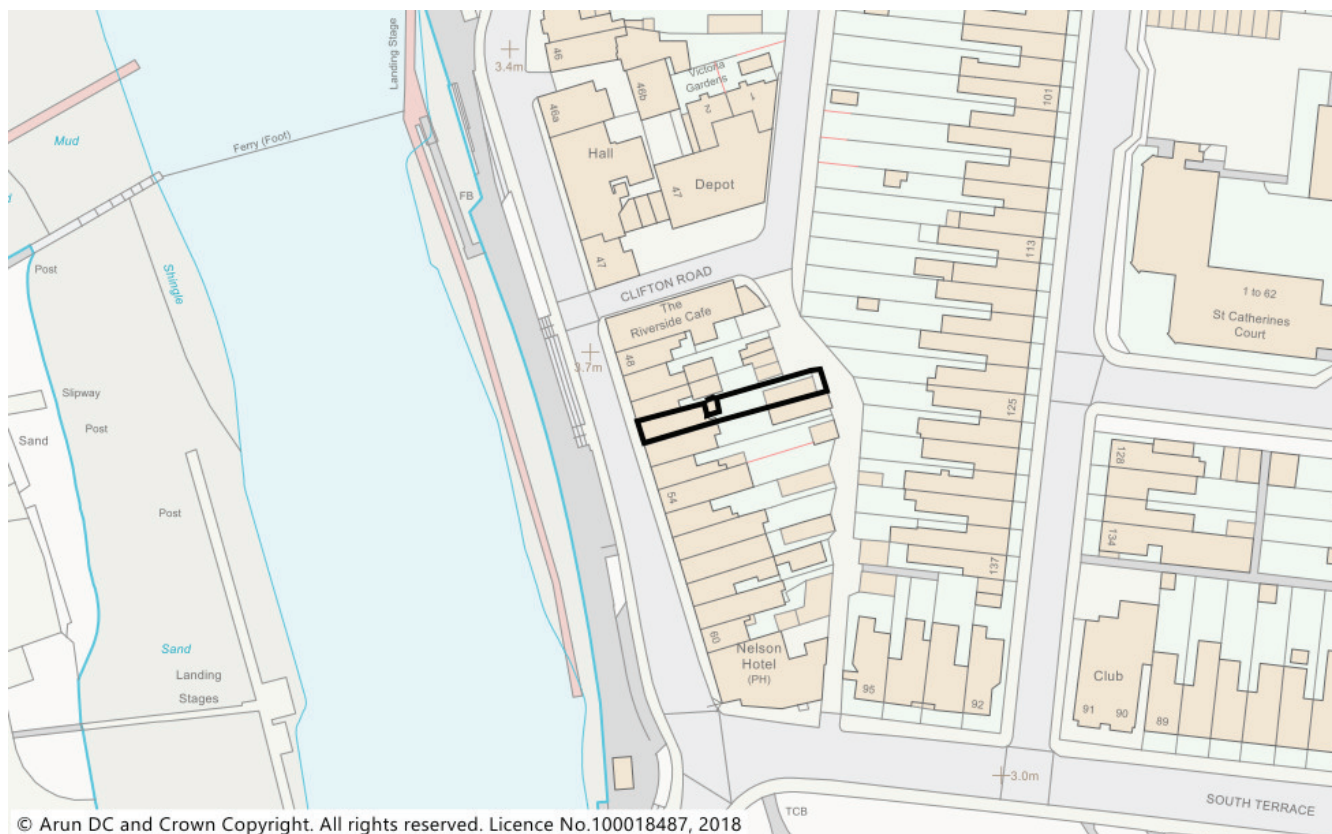 Landing Stage
3.4m
46
46b
Victoria
Gardens
101
46a
Hall
2
1
Mud
Ferry (Foot)
Depot
47
FB
d
113
47
Post
Shingle
CLIFTON ROAD
The
Riverside Cafe
1 to 62
St Catherines
Court
48
3.7m
Slipway
Post
Sand
125
128
54
Post
134
137
60
Sand
Landing
Stages
Nelson
Hotel
(PH)
95
92
Club
91
90
89
3.0m
SOUTH TERRACE
TCB
© Arun DC and Crown Copyright. All rights reserved. Licence No.100018487, 2018